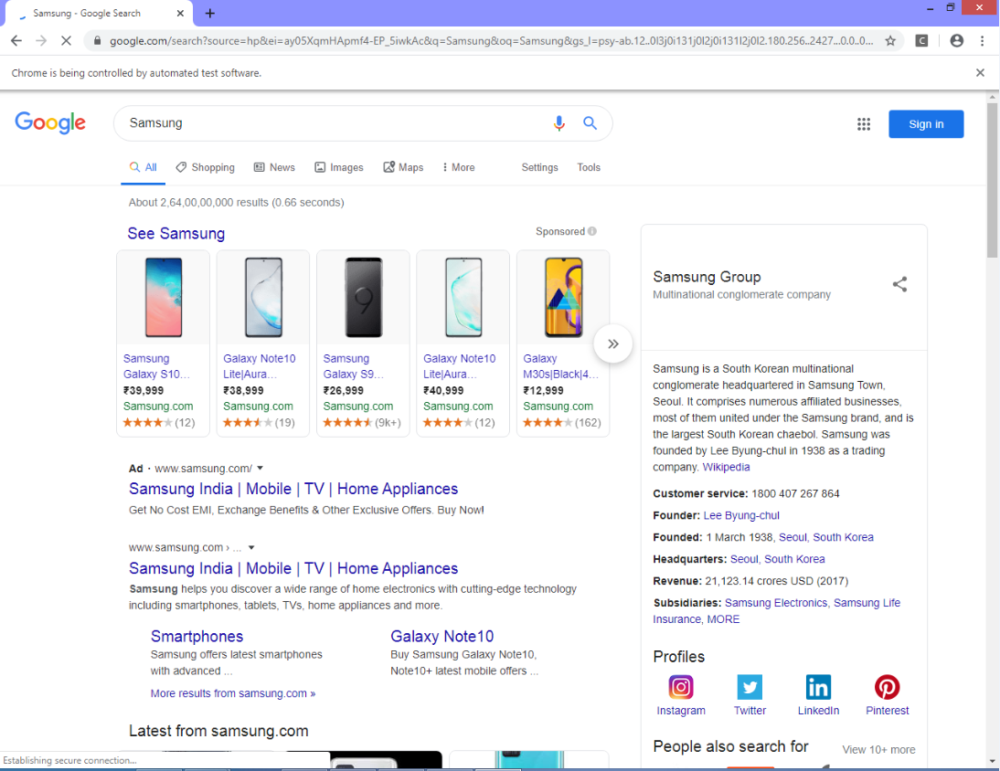 Samsung - Google Search
google.com/search?source=hp&ei=ay05XqmHApmf4-EP_5iwkAc&q=Samsung&oq=Samsung&gs_l=psy-ab.12..0l3j0i131j0l2j0i131l2j0l2.180.256..2427...0.0..0...
C
Chrome is being controlled by automated test software.
Google
Samsung
Sign in
All
Shopping
News
Images
Maps
More
Settings
Tools
About 2,64,00,00,000 results (0.66 seconds)
See Samsung
Sponsored
Samsung
Galaxy S10...
₹39,999
Samsung.com
(12)
Galaxy Note10
Lite|Aura...
₹38,999
Samsung.com
(19)
9
Samsung
Galaxy S9...
₹26,999
Samsung.com
(9k+)
Galaxy Note10
Lite|Aura...
₹40,999
Samsung.com
(12)
Galaxy
M30s|Black|4...
₹12,999
Samsung.com
(162)
Ad · www.samsung.com/
Samsung India | Mobile | TV | Home Appliances
Get No Cost EMI, Exchange Benefits & Other Exclusive Offers. Buy Now!
www.samsung.com › ...
Samsung India | Mobile | TV | Home Appliances
Samsung helps you discover a wide range of home electronics with cutting-edge technology
including smartphones, tablets, TVs, home appliances and more.
Smartphones
Samsung offers latest smartphones
with advanced ...
Galaxy Note10
Buy Samsung Galaxy Note10,
Note10+ latest mobile offers ...
More results from samsung.com »
Latest from samsung.com
Establishing secure connection...
Samsung Group
Multinational conglomerate company
Samsung is a South Korean multinational
conglomerate headquartered in Samsung Town,
Seoul. It comprises numerous affiliated businesses,
most of them united under the Samsung brand, and is
the largest South Korean chaebol. Samsung was
founded by Lee Byung-chul in 1938 as a trading
company. Wikipedia
Customer service: 1800 407 267 864
Founder: Lee Byung-chul
Founded: 1 March 1938, Seoul, South Korea
Headquarters: Seoul, South Korea
Revenue: 21,123.14 crores USD (2017)
Subsidiaries: Samsung Electronics, Samsung Life
Insurance, MORE
Profiles
Instagram
Twitter
LinkedIn
Pinterest
People also search for
View 10+ more